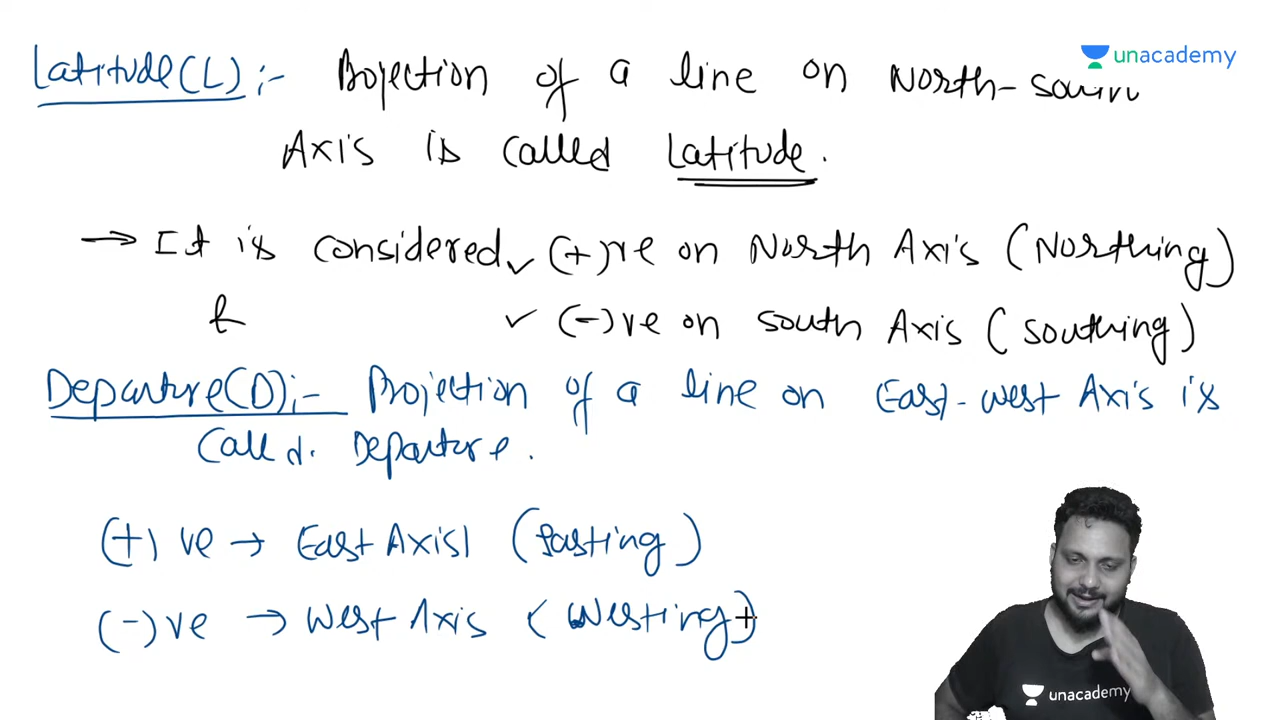 unacademy
Latitude(L):- Projection of a line on North-South
Axis is called Latitude.
→ It is considered ✓ (+)ve on North Axis (Northing)
& ✓ (-)ve on south Axis (southing)
Departure(D):- Projection of a line on East-west Axis is
Called. Departure.
(+) ve → East Axis (Easting)
(-) ve → West Axis (Westing)
unacademy